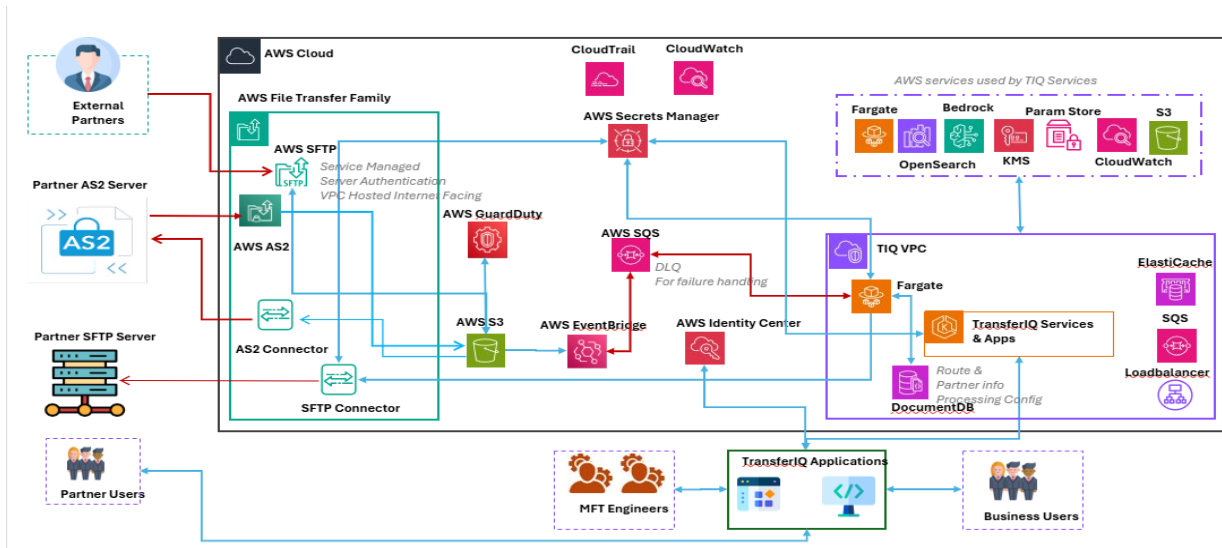 AWS Cloud
CloudTrail
CloudWatch
External
Partners
AWS File Transfer Family
AWS SFTP
SFTP
Service Managed
Server Authentication
VPC Hosted Internet Facing
AWS Secrets Manager
AWS services used by TIQ Services
Fargate
Bedrock
Param Store
S3
OpenSearch
KMS
CloudWatch
Partner AS2 Server
AS2
AWS AS2
AWS GuardDuty
AWS SQS
DLQ
For failure handling
TIQ VPC
Fargate
ElastiCache
AS2 Connector
AWS S3
AWS EventBridge
AWS Identity Center
TransferIQ Services
& Apps
SQS
Partner SFTP Server
SFTP Connector
DocumentDB
Route &
Partner info
Processing Config
Loadbalancer
Partner Users
MFT Engineers
TransferIQ Applications
Business Users